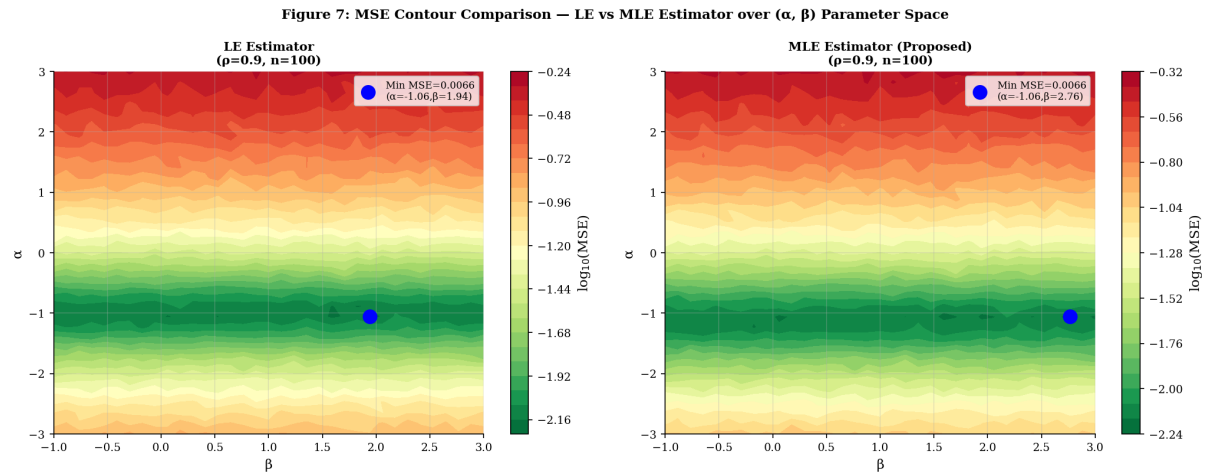 Figure 7: MSE Contour Comparison — LE vs MLE Estimator over (α, β) Parameter Space
LE Estimator
(ρ=0.9, n=100)
Min MSE=0.0066
(α=-1.06,β=1.94)
3
2
1
0
−1
−2
−3
α
−1.0 −0.5 0.0 0.5 1.0 1.5 2.0 2.5 3.0
β
−0.24
−0.48
−0.72
−0.96
−1.20
−1.44
−1.68
−1.92
−2.16
log₁₀(MSE)
MLE Estimator (Proposed)
(ρ=0.9, n=100)
Min MSE=0.0066
(α=-1.06,β=2.76)
3
2
1
0
−1
−2
−3
α
−1.0 −0.5 0.0 0.5 1.0 1.5 2.0 2.5 3.0
β
−0.32
−0.56
−0.80
−1.04
−1.28
−1.52
−1.76
−2.00
−2.24
log₁₀(MSE)